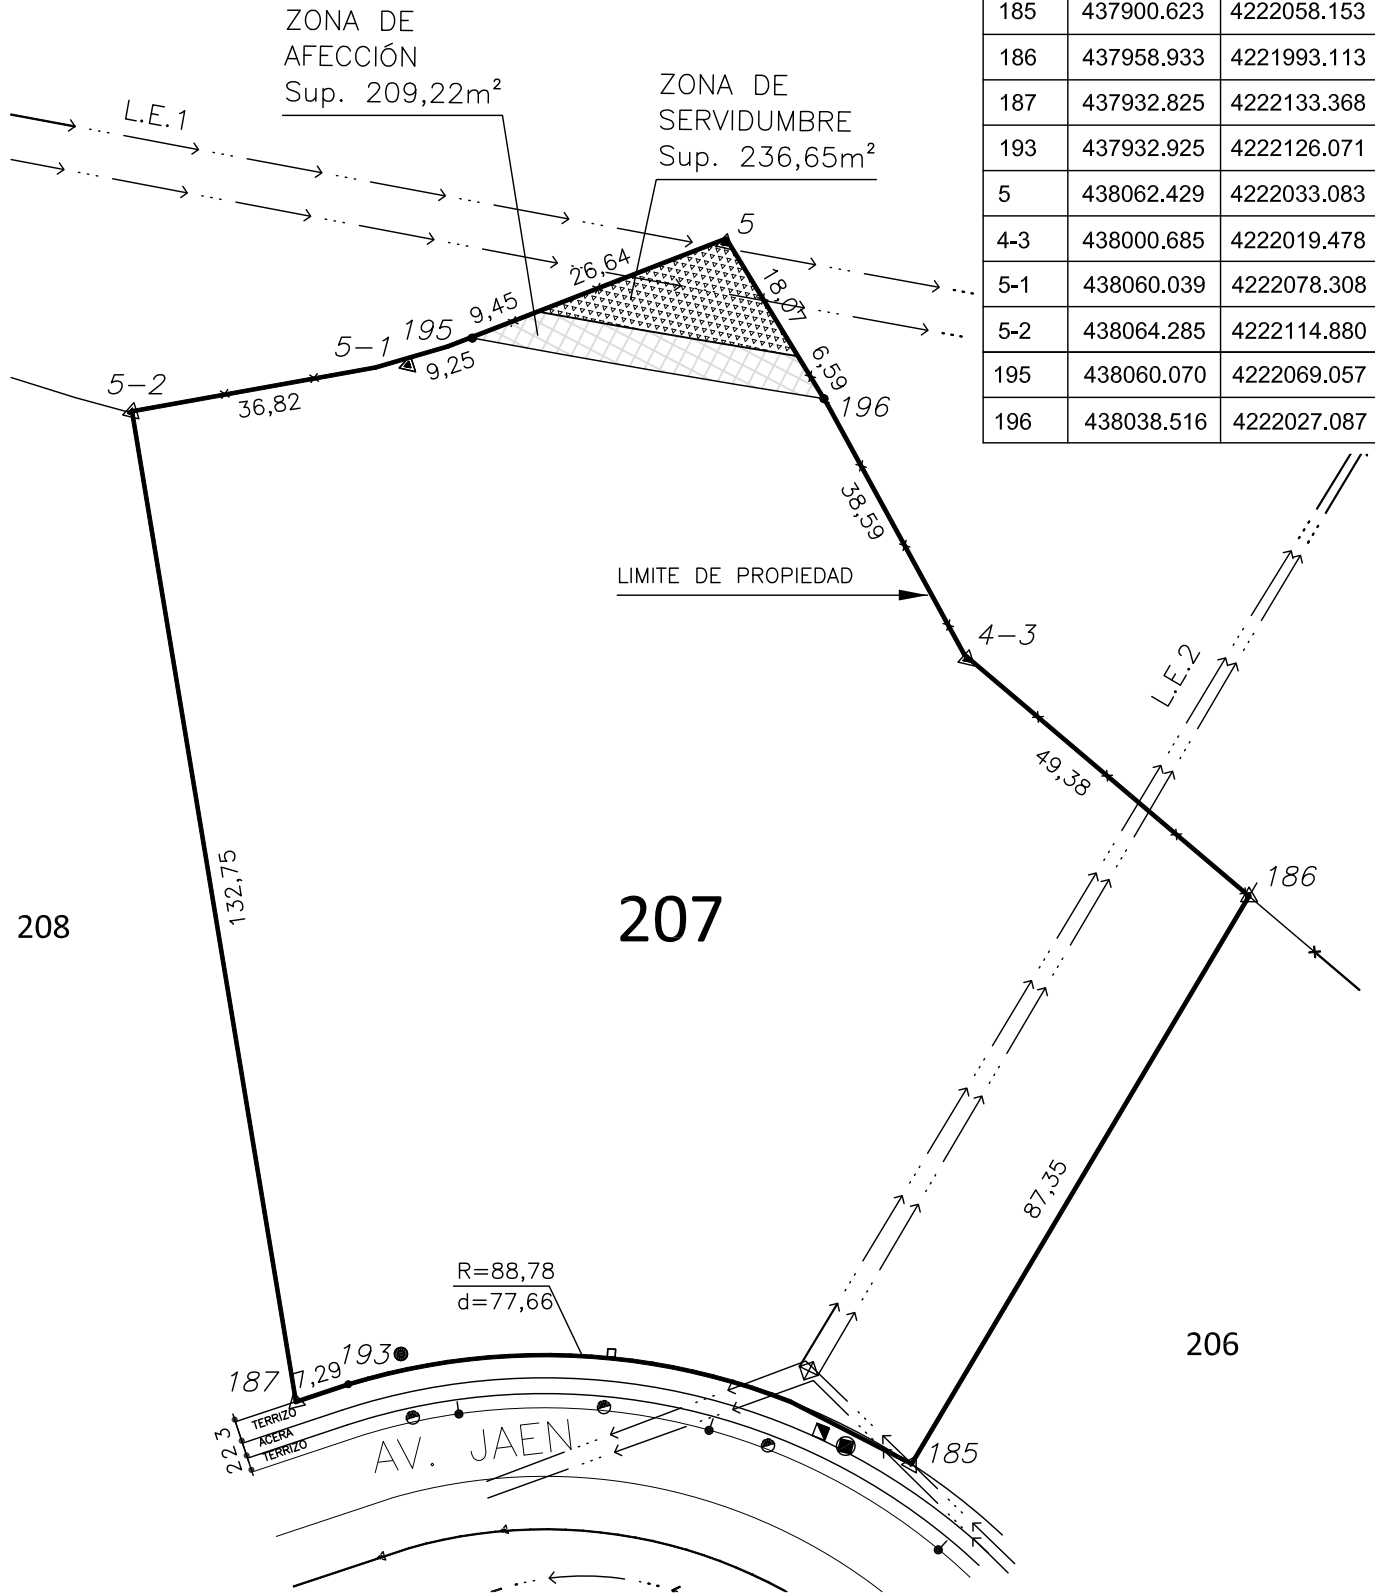 ZONA DE
AFECCIÓN
Sup. 209,22m²
ZONA DE
SERVIDUMBRE
Sup. 236,65m²
185 437900.623 4222058.153
186 437958.933 4221993.113
187 437932.825 4222133.368
193 437932.925 4222126.071
5 438062.429 4222033.083
4-3 438000.685 4222019.478
5-1 438060.039 4222078.308
5-2 438064.285 4222114.880
195 438060.070 4222069.057
196 438038.516 4222027.087
L.E.1
5
26,64
18,07
9,45
195
5-1
9,25
6,59
5-2
36,82
196
38,59
LIMITE DE PROPIEDAD
4-3
L.E.2
49,38
186
132,75
207
208
87,35
R=88,78
d=77,66
206
193
187
7,29
TERRIZO
ACERA
TERRIZO
3
2
2
AV. JAEN
185